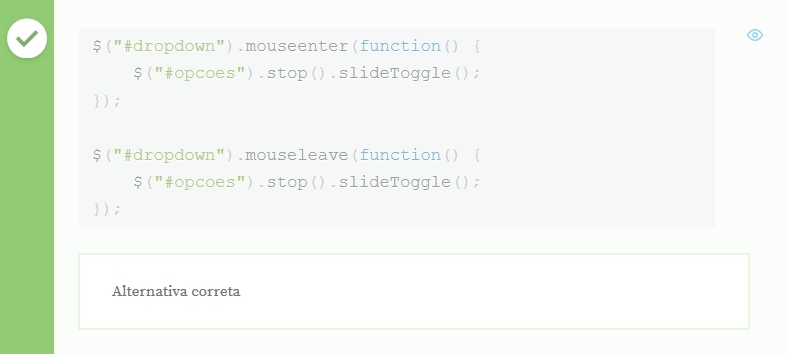 $("#dropdown").mouseenter(function() {
    $("#opcoes").stop().slideToggle();
});

$("#dropdown").mouseleave(function() {
    $("#opcoes").stop().slideToggle();
});
Alternativa correta